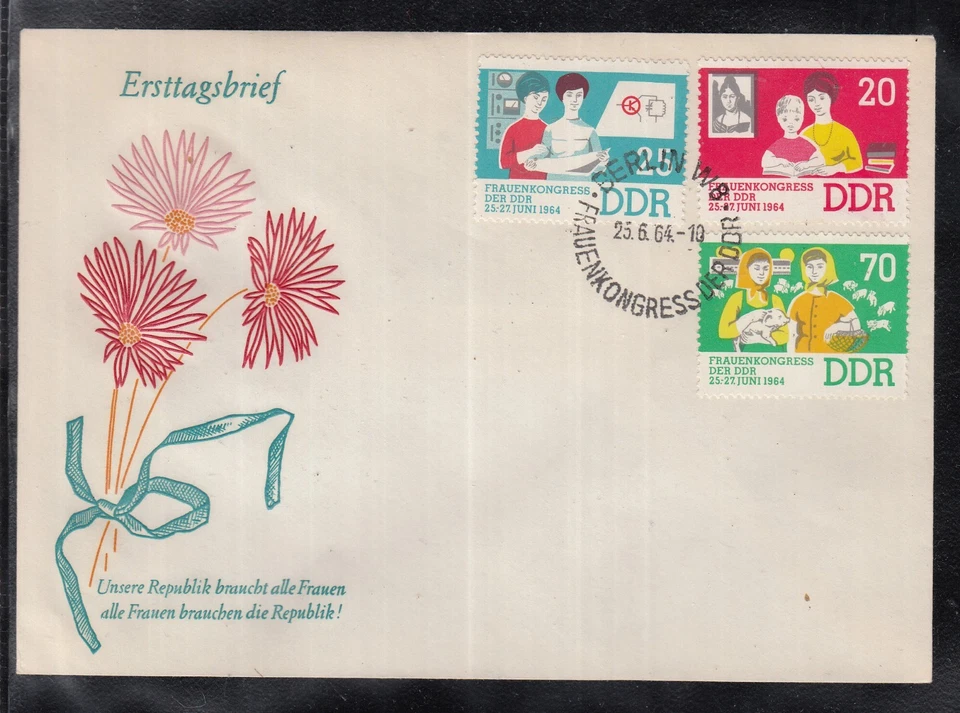 Ersttagsbrief
25
FRAUENKONGRESS
DER DDR
25.-27. JUNI 1964
DDR
20
FRAUENKONGRESS
DER DDR
25.-27. JUNI 1964
DDR
70
FRAUENKONGRESS
DER DDR
25.-27. JUNI 1964
DDR
BERLIN W8
25.6.64.-10
• FRAUENKONGRESS DER DDR •
Unsere Republik braucht alle Frauen
alle Frauen brauchen die Republik!